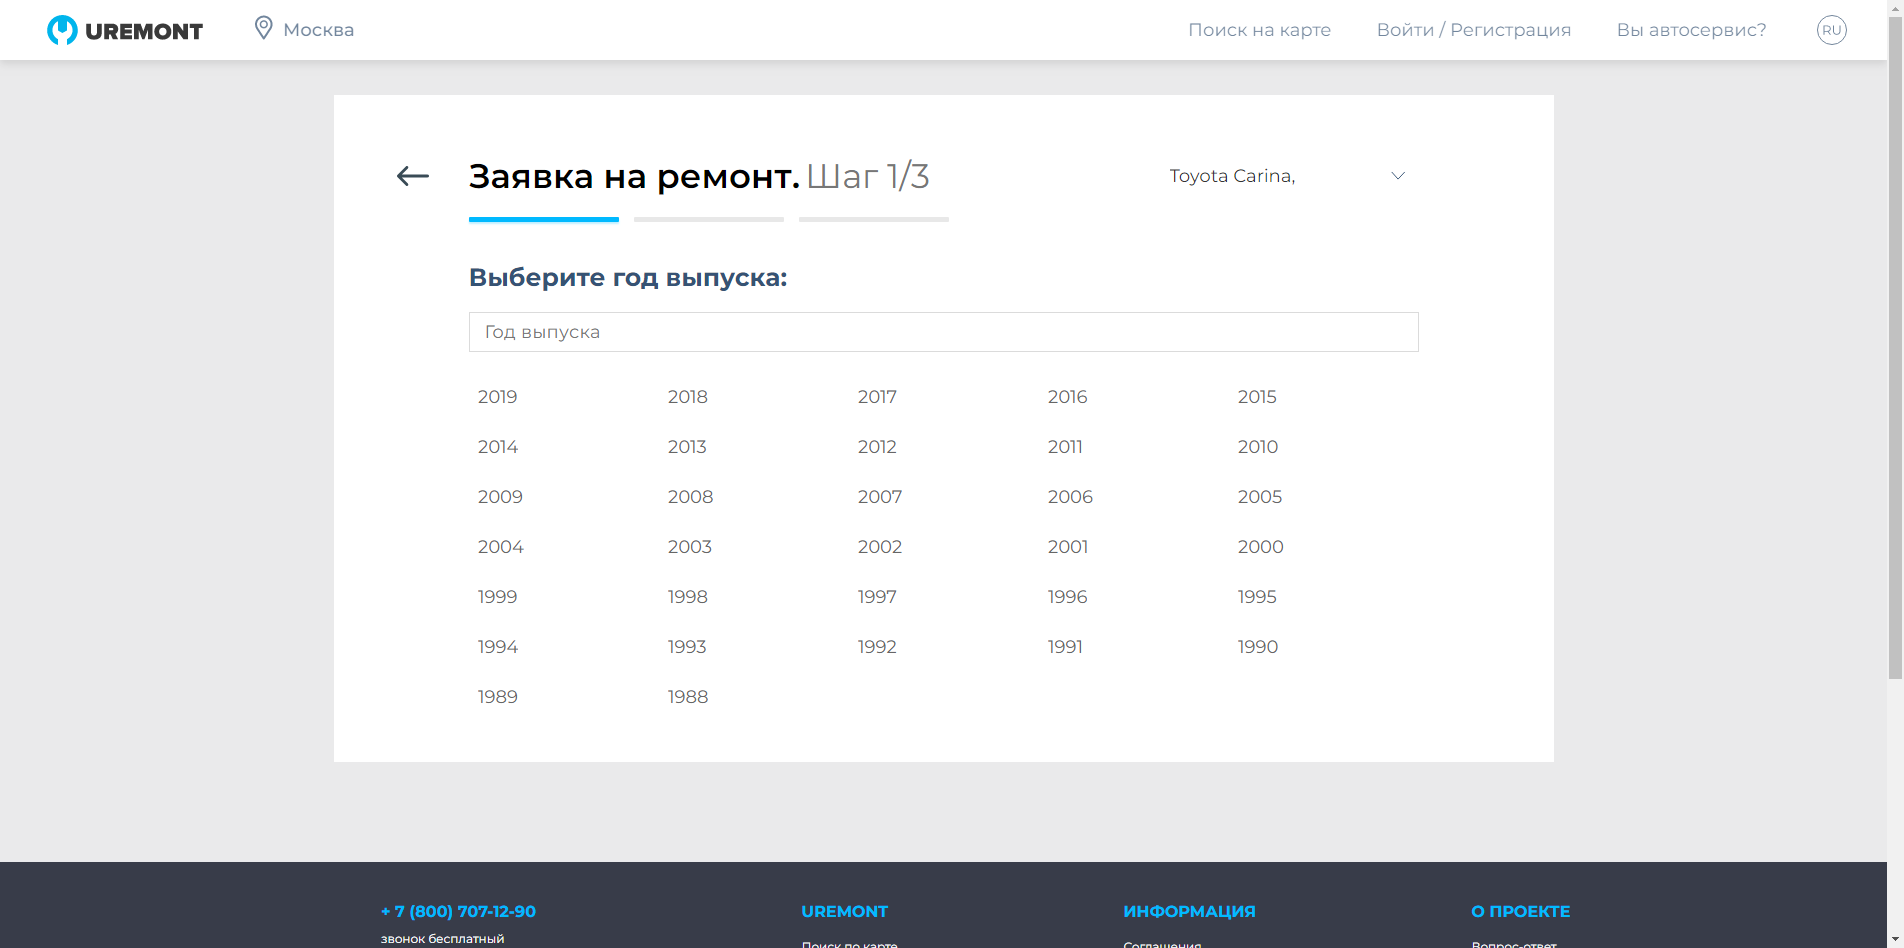 UREMONT
Москва
Поиск на карте
Войти / Регистрация
Вы автосервис?
RU
Заявка на ремонт. Шаг 1/3
Toyota Carina,
Выберите год выпуска:
Год выпуска
2019 2018 2017 2016 2015
2014 2013 2012 2011 2010
2009 2008 2007 2006 2005
2004 2003 2002 2001 2000
1999 1998 1997 1996 1995
1994 1993 1992 1991 1990
1989 1988
+ 7 (800) 707-12-90
звонок бесплатный
UREMONT
Поиск по карте
ИНФОРМАЦИЯ
Соглашения
О ПРОЕКТЕ
Вопрос-ответ